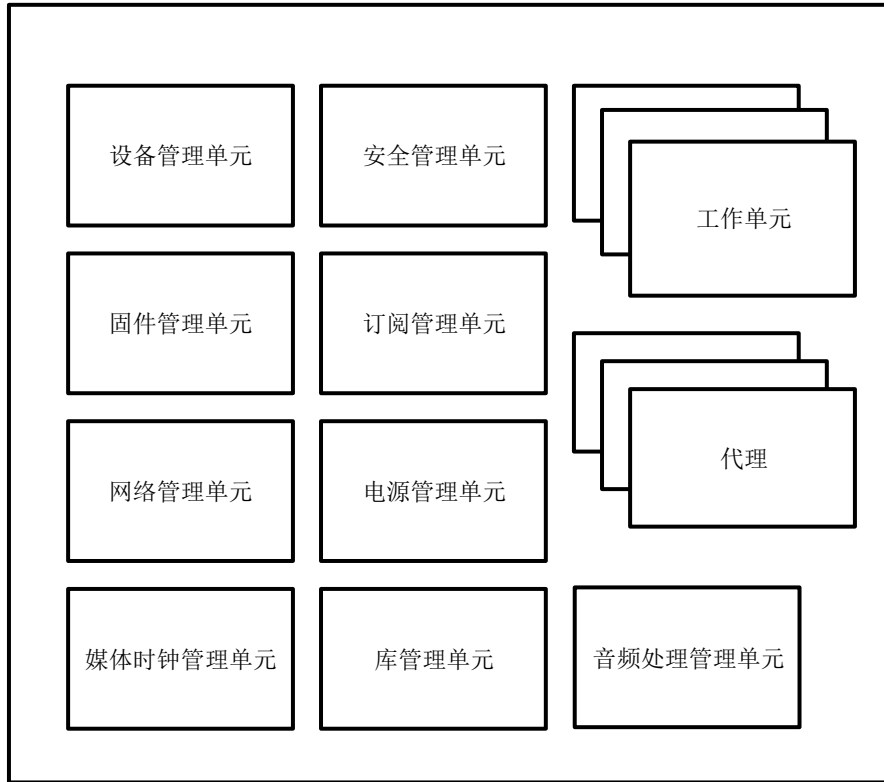 设备管理单元
安全管理单元
工作单元
固件管理单元
订阅管理单元
代理
网络管理单元
电源管理单元
媒体时钟管理单元
库管理单元
音频处理管理单元